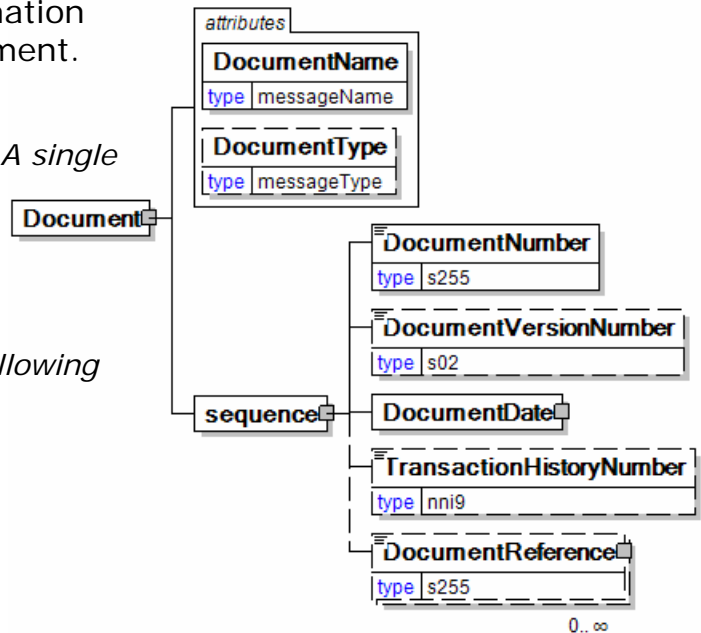 nation
ment.
A single
llowing
Document
attributes
DocumentName
type messageName
DocumentType
type messageType
sequence
DocumentNumber
type s255
DocumentVersionNumber
type s02
DocumentDate
TransactionHistoryNumber
type nni9
DocumentReference
type s255
0.. ∞